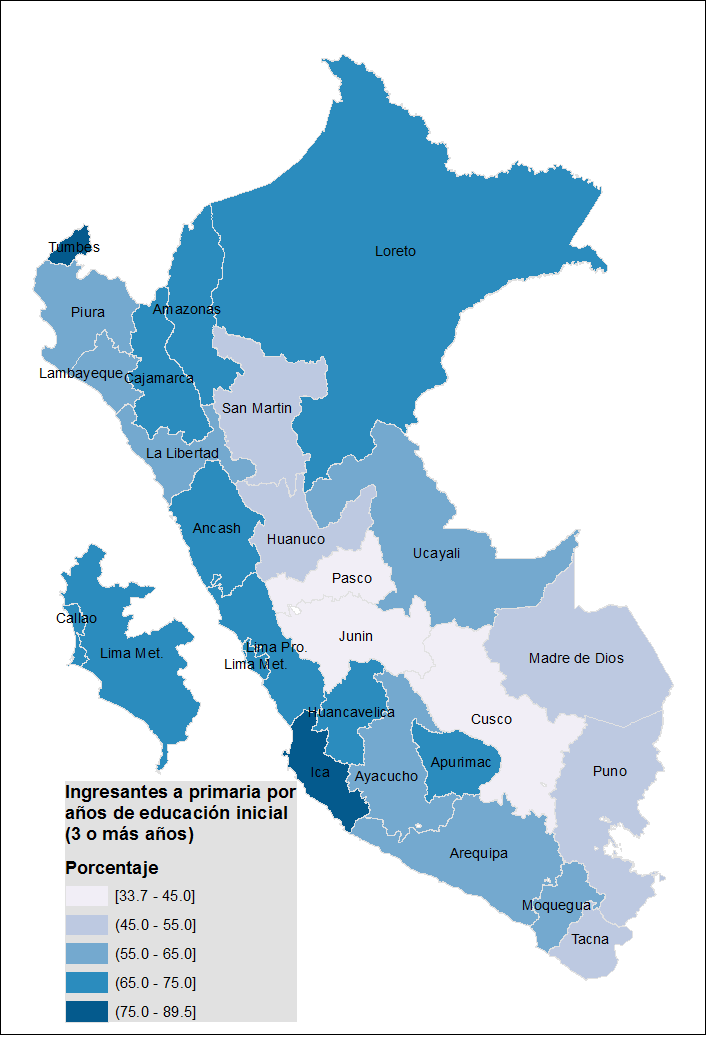 Loreto
Tumbes
Piura
Amazonas
Lambayeque
Cajamarca
San Martin
La Libertad
Ancash
Huanuco
Ucayali
Pasco
Callao
Junin
Lima Pro.
Lima Met.
Lima Met.
Madre de Dios
Huancavelica
Cusco
Ica
Ayacucho
Apurimac
Puno
Arequipa
Moquegua
Tacna
Ingresantes a primaria por
años de educación inicial
(3 o más años)
Porcentaje
[33.7 - 45.0]
(45.0 - 55.0]
(55.0 - 65.0]
(65.0 - 75.0]
(75.0 - 89.5]